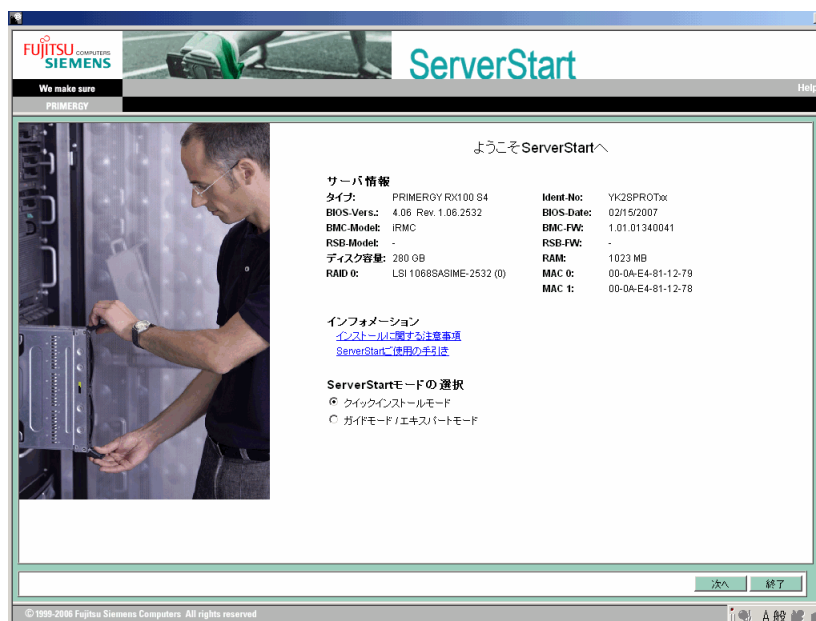 FUJITSU COMPUTERS
SIEMENS
ServerStart
We make sure
Help
PRIMERGY
ようこそServerStartへ
サーバ情報
タイプ: PRIMERGY RX100 S4 Ident-No: YK2SPROTxx
BIOS-Vers.: 4.06 Rev. 1.06.2532 BIOS-Date: 02/15/2007
BMC-Model: iRMC BMC-FW: 1.01.01340041
RSB-Model: - RSB-FW: -
ディスク容量: 280 GB RAM: 1023 MB
RAID 0: LSI 1068SASIME-2532 (0) MAC 0: 00-0A-E4-81-12-79
MAC 1: 00-0A-E4-81-12-78
インフォメーション
インストールに関する注意事項
ServerStartご使用の手引き
ServerStartモードの選択
クイックインストールモード
ガイドモード / エキスパートモード
次へ 終了
© 1999-2006 Fujitsu Siemens Computers All rights reserved
A 般